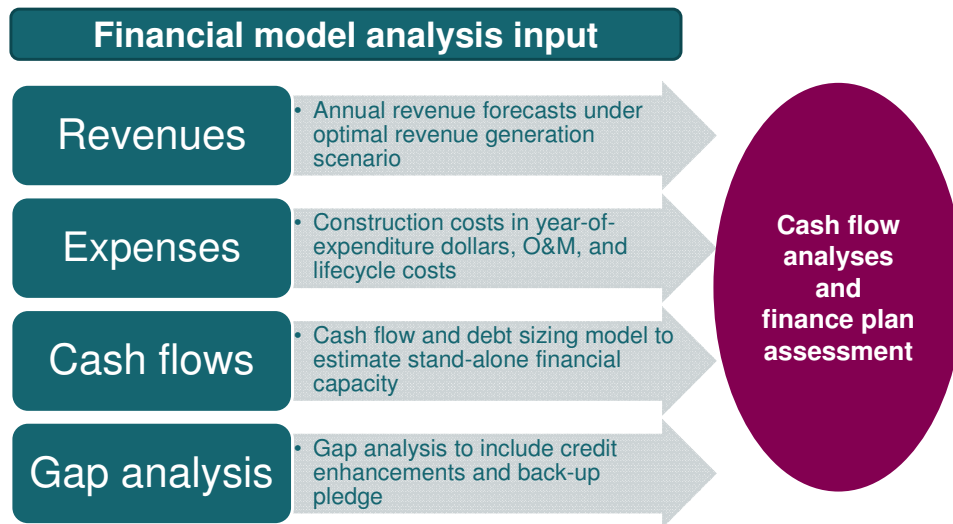 Financial model analysis input
Revenues
• Annual revenue forecasts under
optimal revenue generation
scenario
Expenses
• Construction costs in year-of-
expenditure dollars, O&M, and
lifecycle costs
Cash flows
• Cash flow and debt sizing model to
estimate stand-alone financial
capacity
Gap analysis
• Gap analysis to include credit
enhancements and back-up
pledge
Cash flow
analyses
and
finance plan
assessment